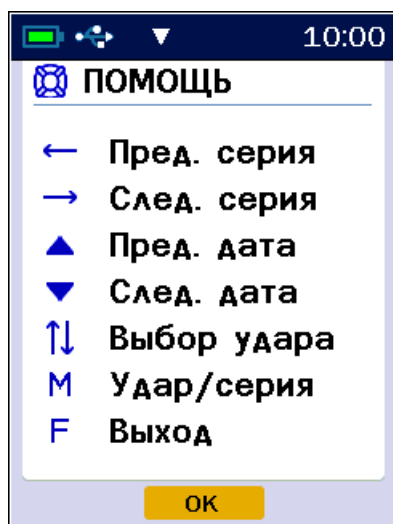 10:00
ПОМОЩЬ
← Пред. серия
→ След. серия
▲ Пред. дата
▼ След. дата
↑↓ Выбор удара
M Удар/серия
F Выход
OK